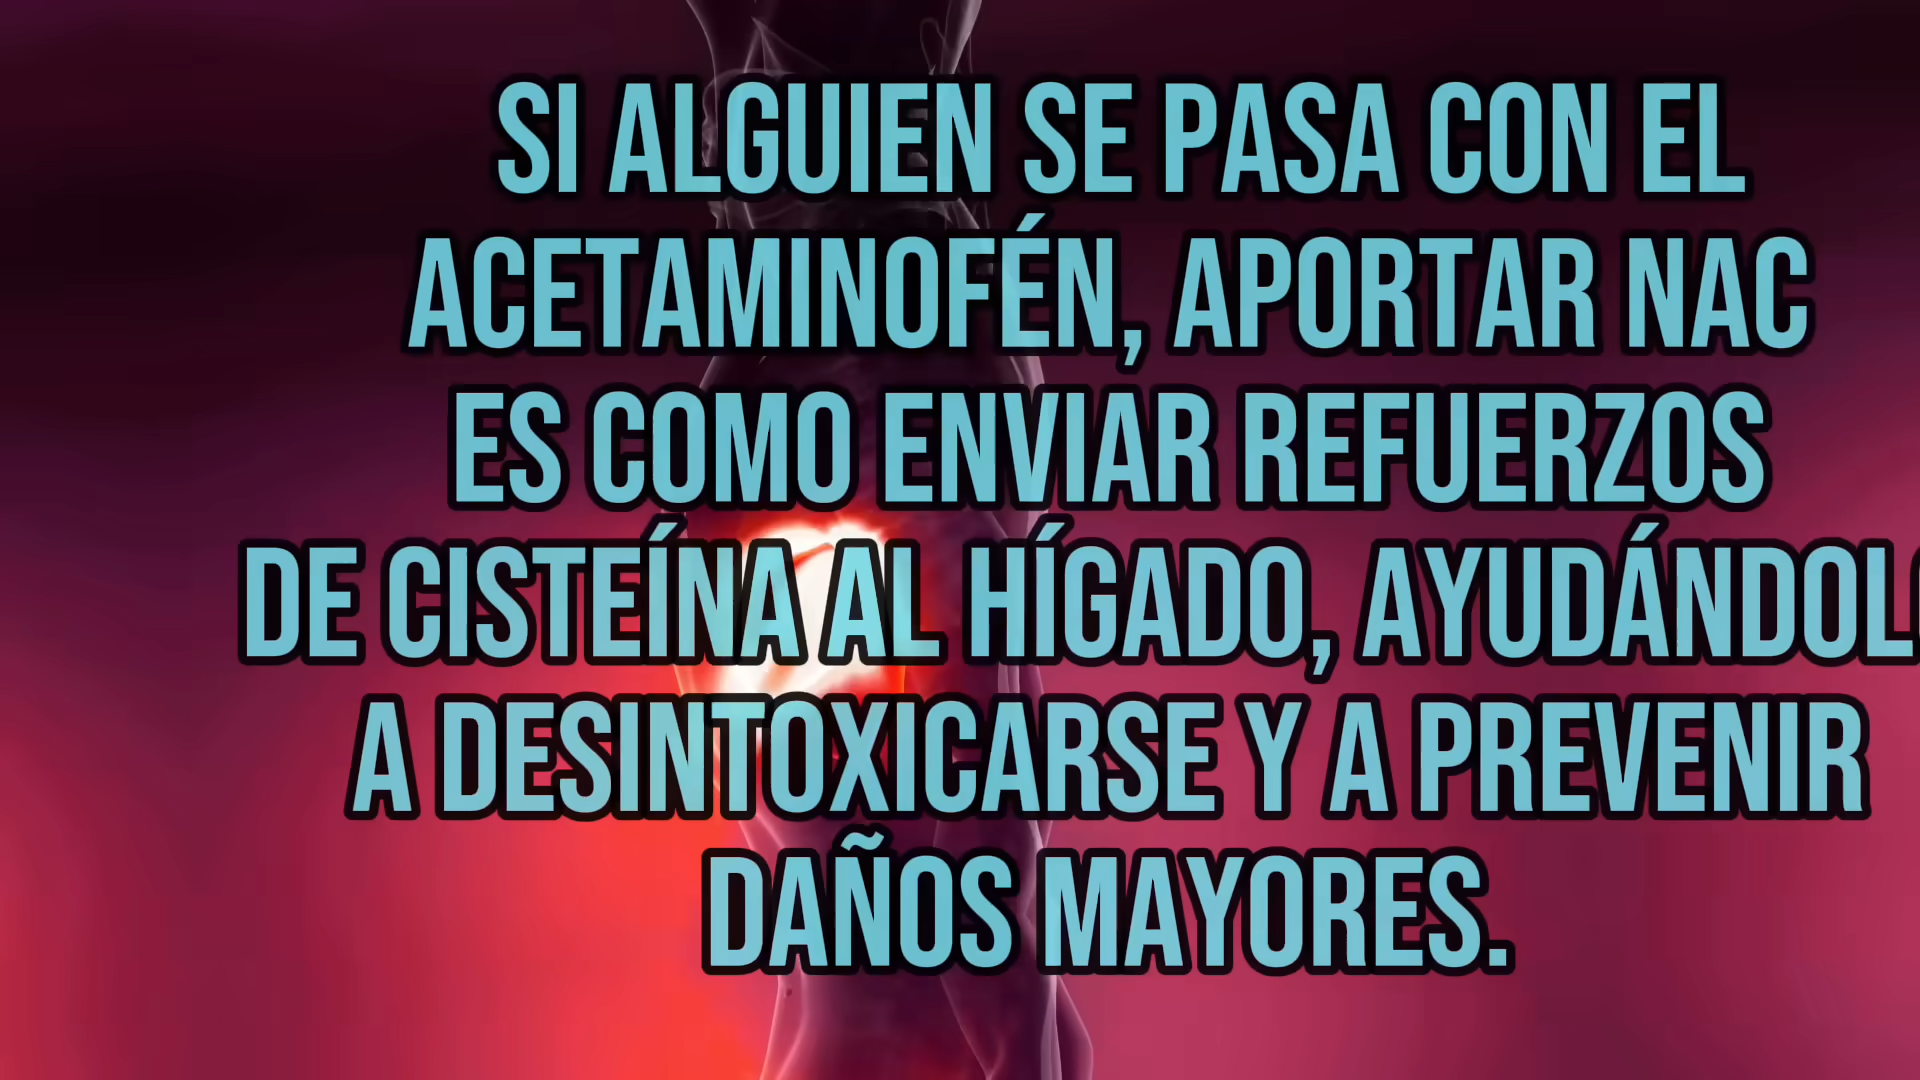 SI ALGUIEN SE PASA CON EL
ACETAMINOFÉN, APORTAR NAC
ES COMO ENVIAR REFUERZOS
DE CISTEÍNA AL HÍGADO, AYUDÁNDOLO
A DESINTOXICARSE Y A PREVENIR
DAÑOS MAYORES.